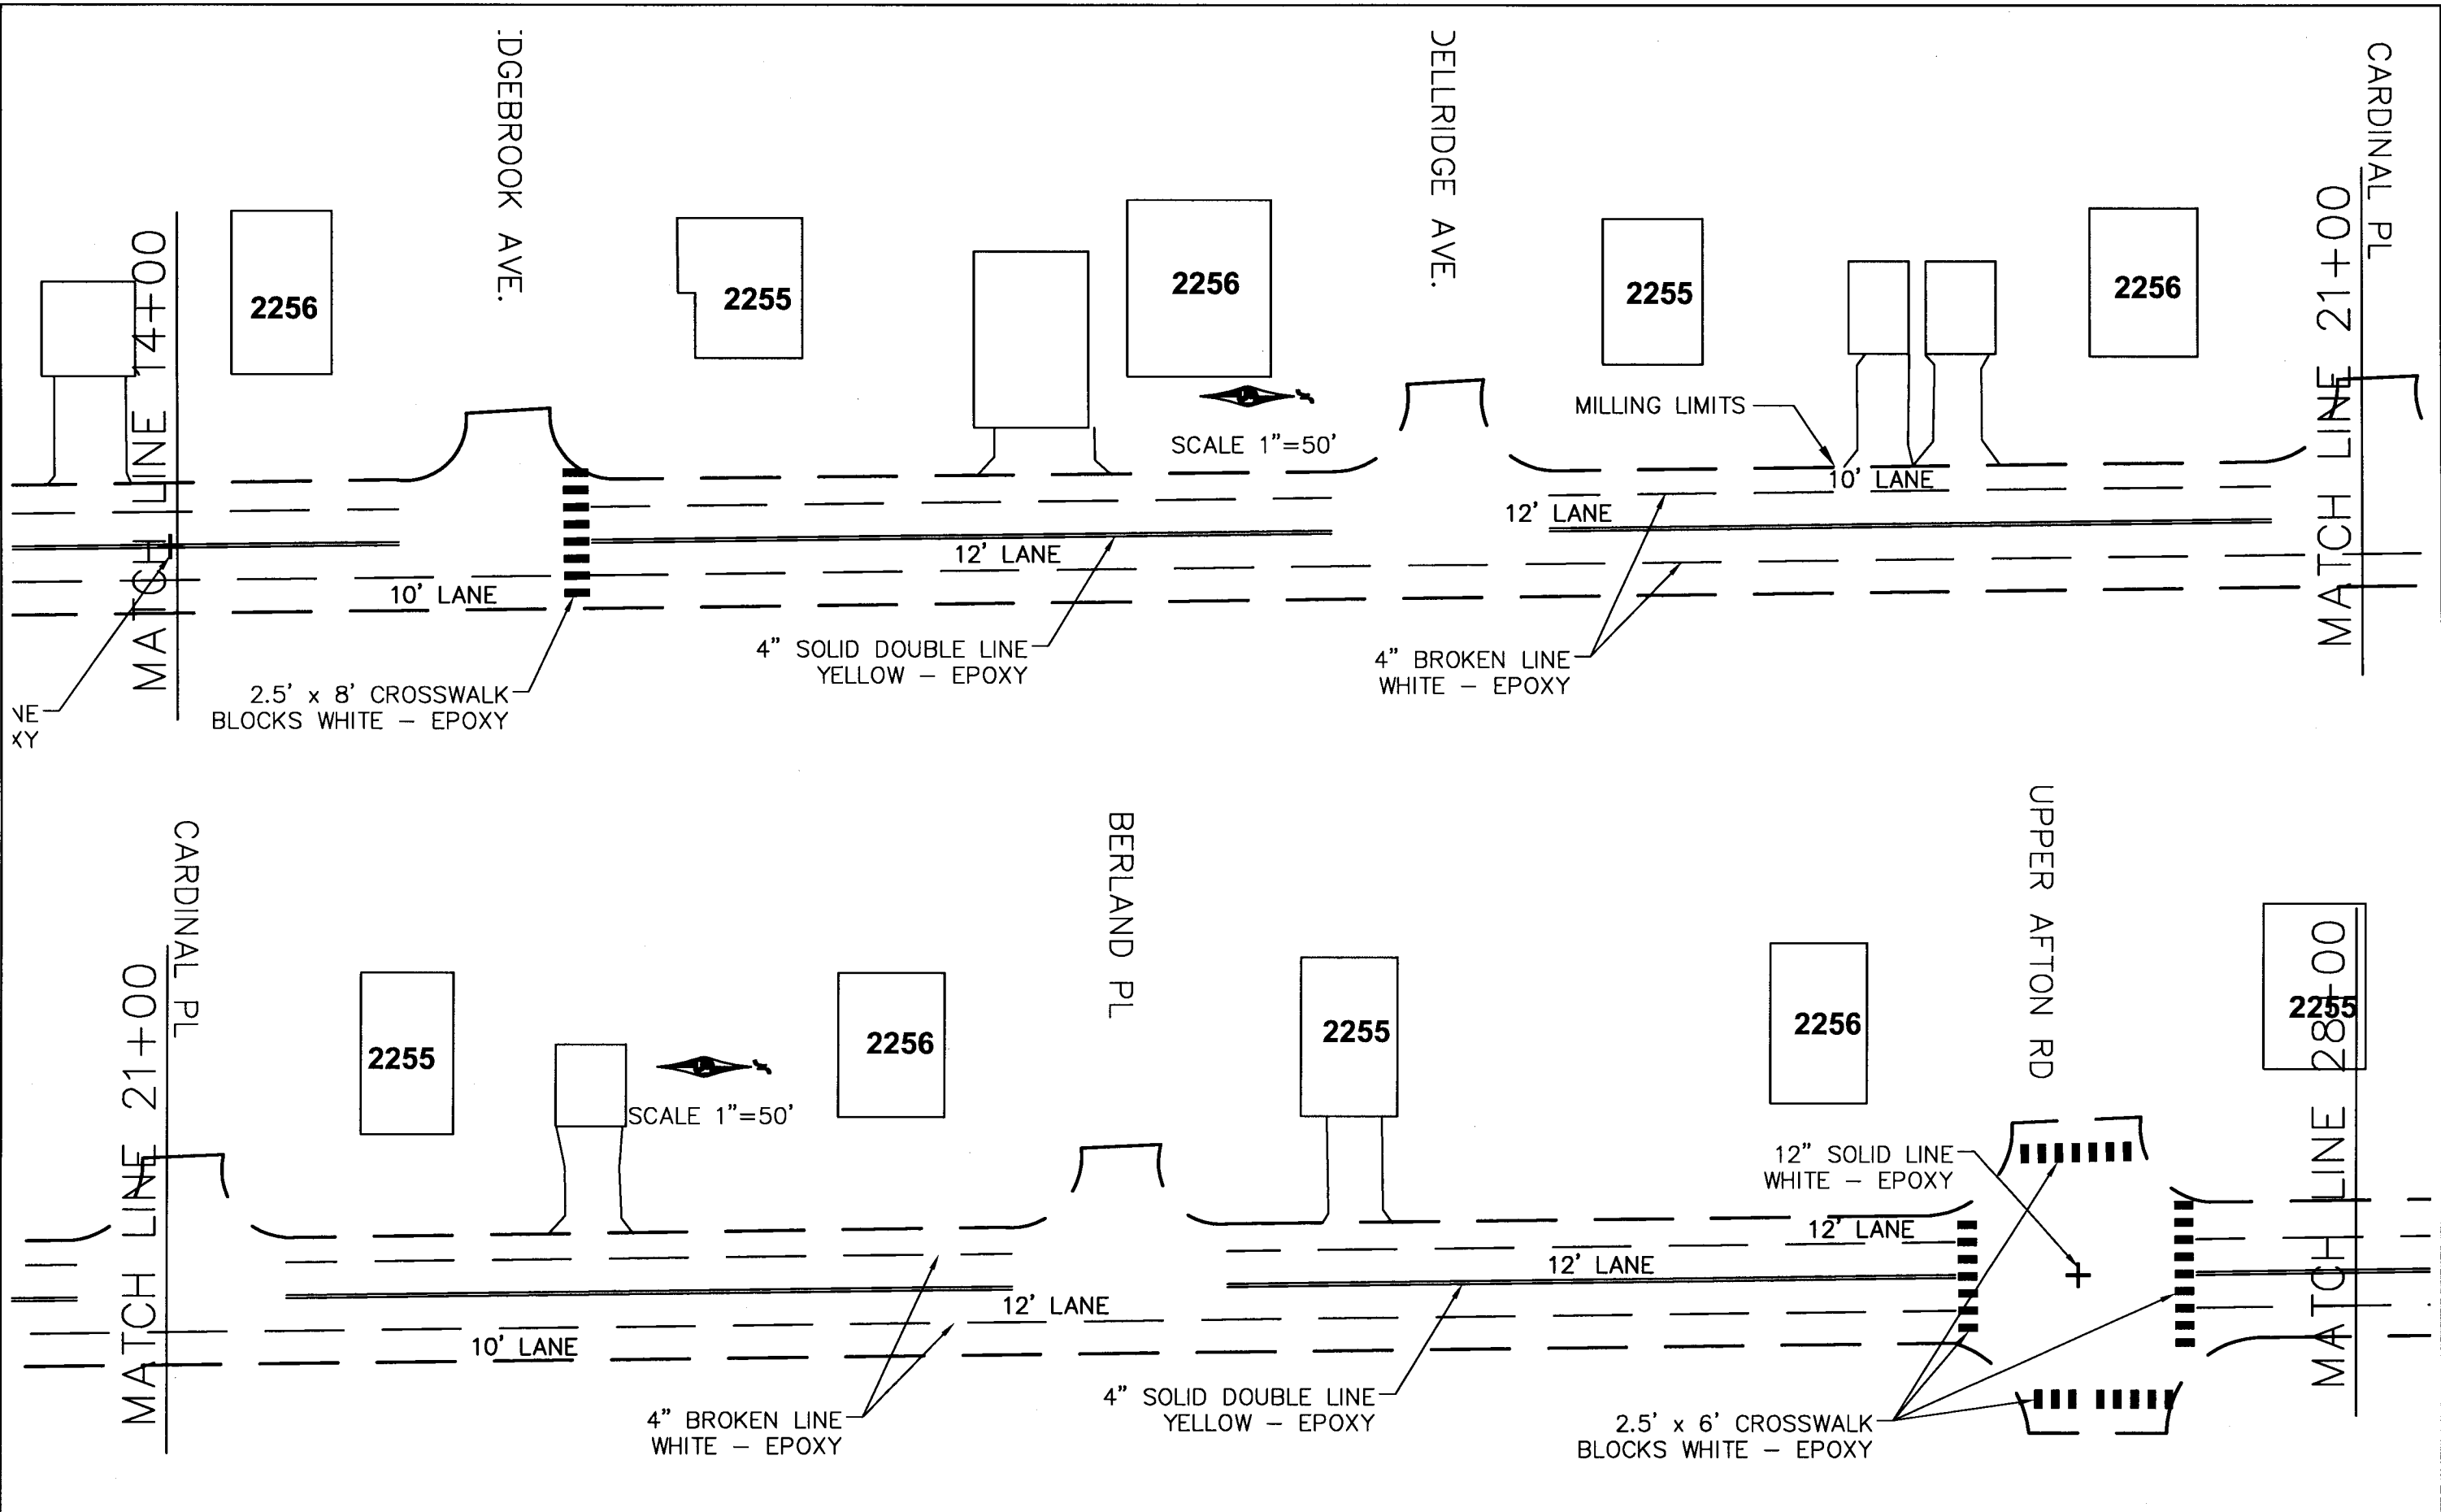 DGEBROOK AVE.
DELLRIDGE AVE.
CARDINAL PL
MATCH LINE 14+00
2256
2255
2256
2255
2256
MATCH LINE 21+00
SCALE 1"=50'
MILLING LIMITS
10' LANE
12' LANE
12' LANE
10' LANE
4" SOLID DOUBLE LINE
YELLOW – EPOXY
4" BROKEN LINE
WHITE – EPOXY
2.5' x 8' CROSSWALK
BLOCKS WHITE – EPOXY
NE
XY
CARDINAL PL
BERLAND PL
UPPER AFTON RD
MATCH LINE 21+00
2255
2256
2255
2256
2255
MATCH LINE 28+00
SCALE 1"=50'
12" SOLID LINE
WHITE – EPOXY
12' LANE
12' LANE
12' LANE
10' LANE
4" BROKEN LINE
WHITE – EPOXY
4" SOLID DOUBLE LINE
YELLOW – EPOXY
2.5' x 6' CROSSWALK
BLOCKS WHITE – EPOXY